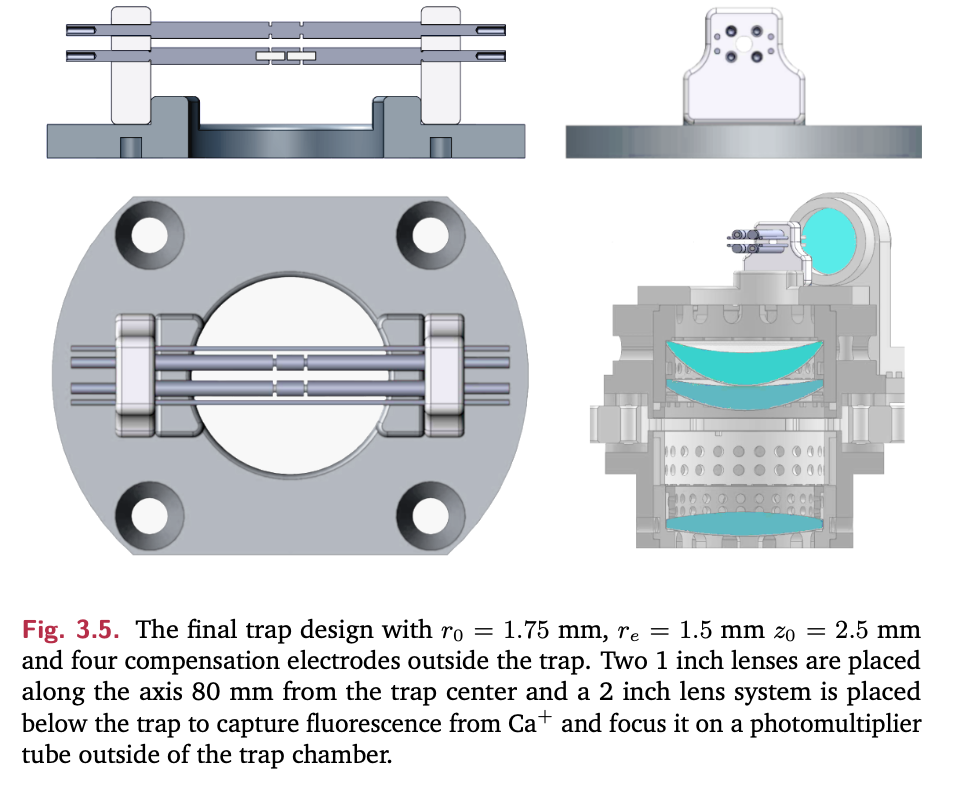 Fig. 3.5. The final trap design with r₀ = 1.75 mm, rₑ = 1.5 mm z₀ = 2.5 mm
and four compensation electrodes outside the trap. Two 1 inch lenses are placed
along the axis 80 mm from the trap center and a 2 inch lens system is placed
below the trap to capture fluorescence from Ca⁺ and focus it on a photomultiplier
tube outside of the trap chamber.